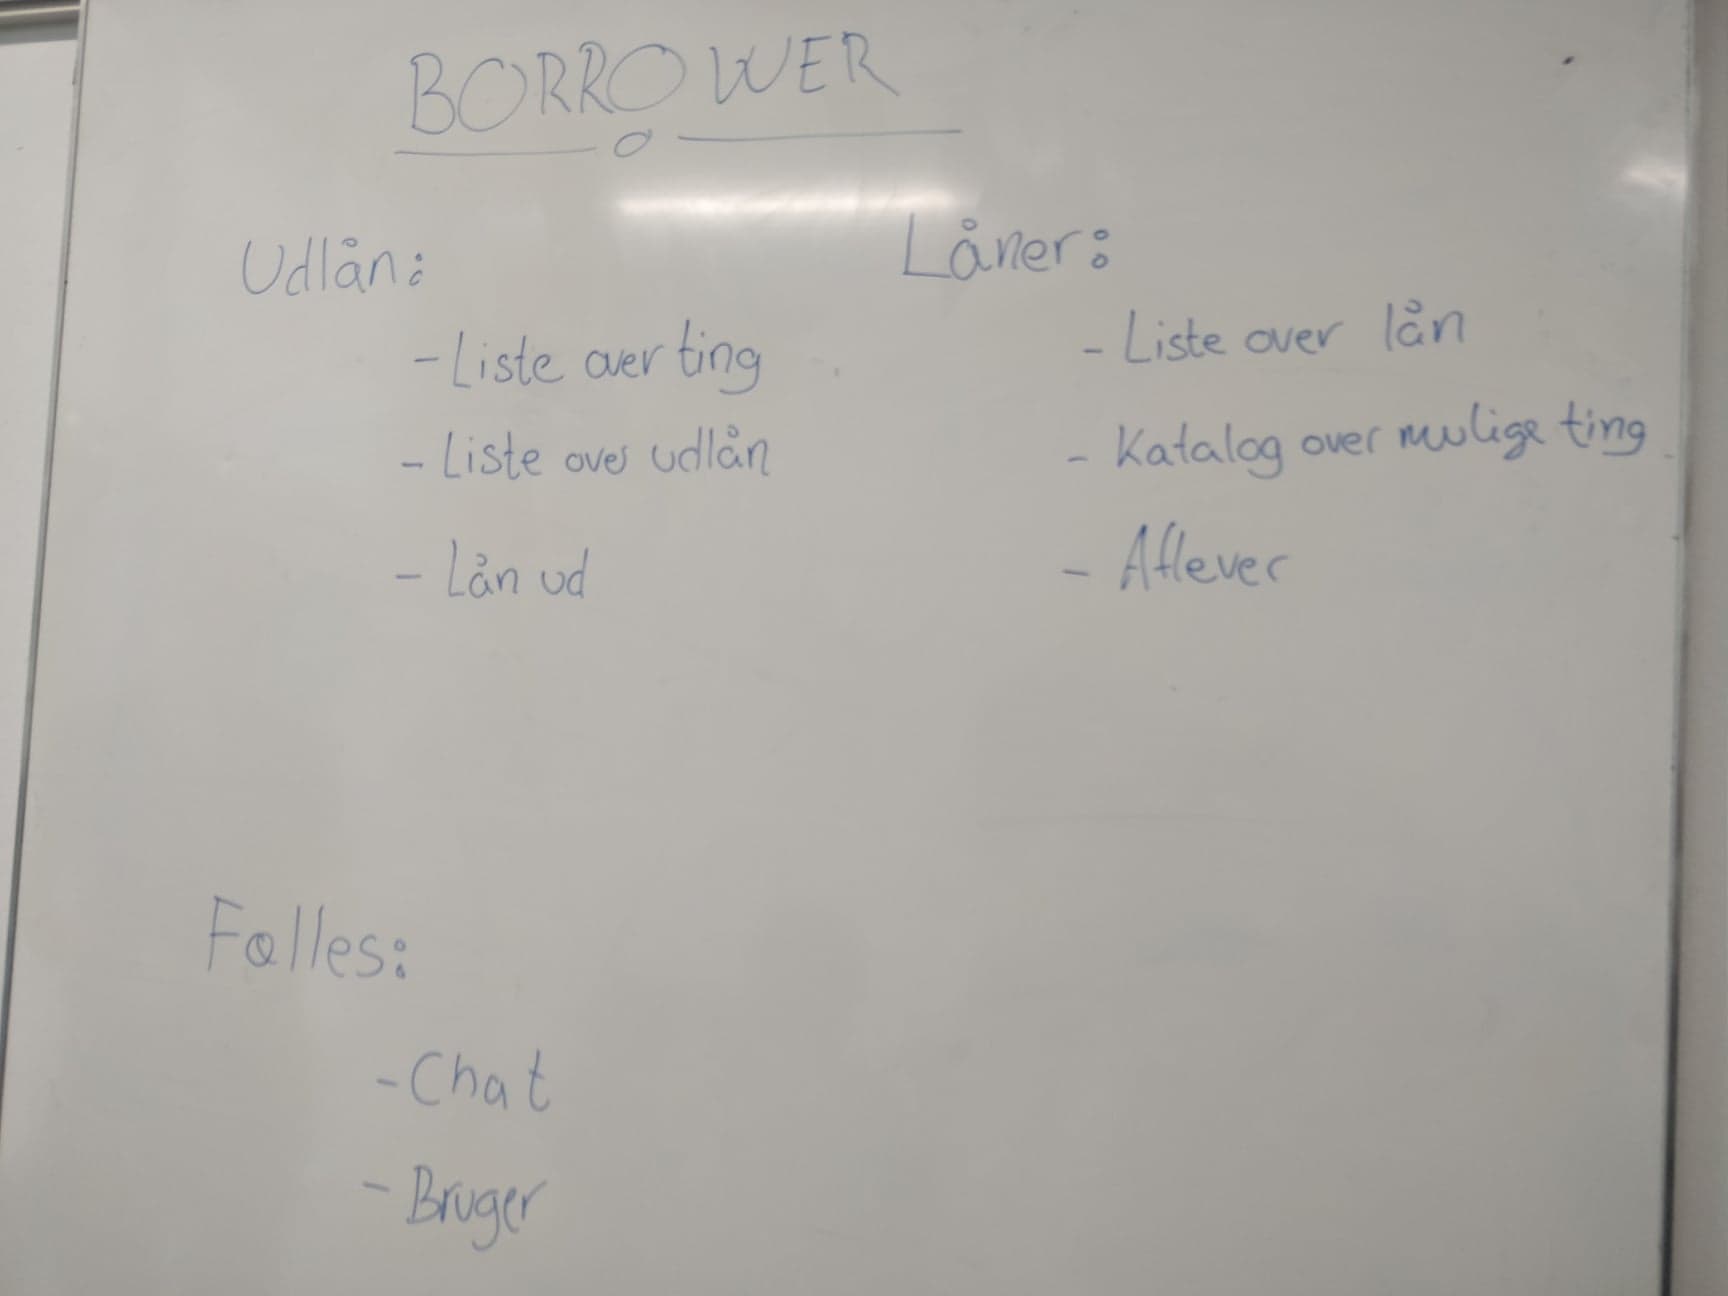 BORROWER
Udlån:
- Liste over ting
- Liste over udlån
- Lån ud
Låner:
- Liste over lån
- Katalog over mulige ting
- Aflever
Fælles:
- Chat
- Bruger